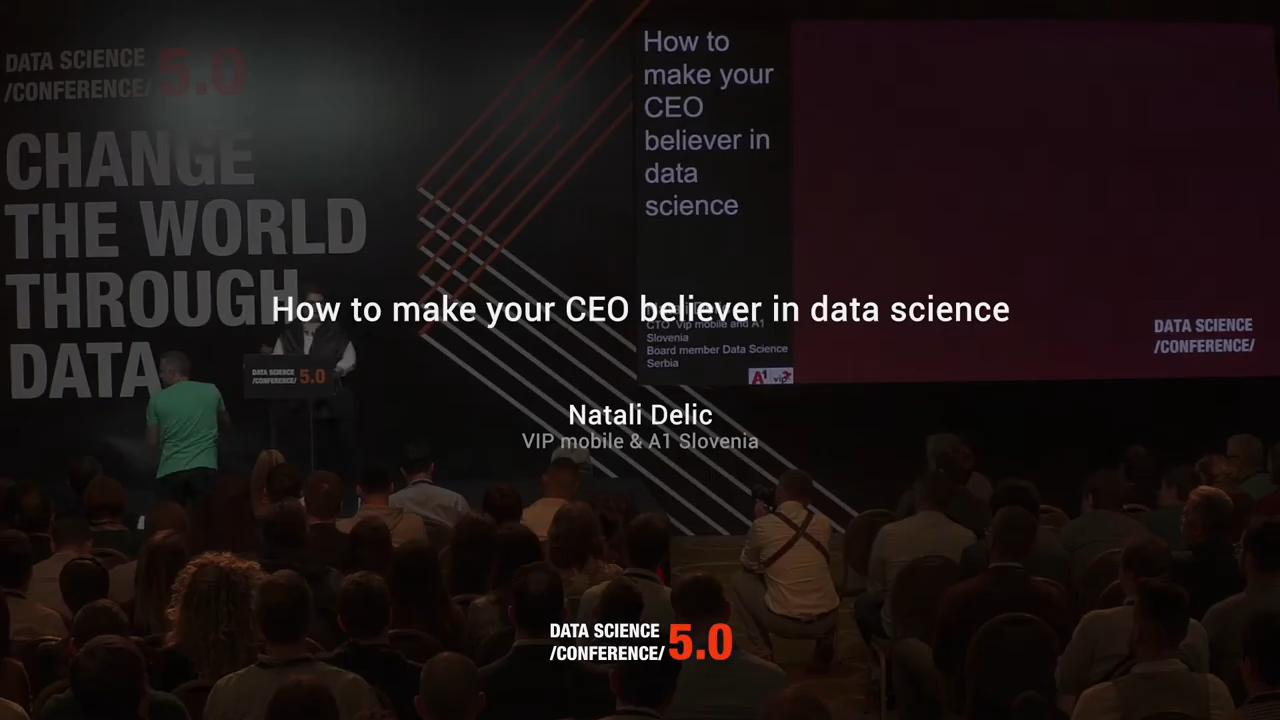 DATA SCIENCE
/CONFERENCE/ 5.0
CHANGE
THE WORLD
THROUGH
DATA
How to
make your
CEO
believer in
data
science
CTO Vip mobile and A1
Slovenia
Board member Data Science
Serbia
A1 vip
DATA SCIENCE
/CONFERENCE/
DATA SCIENCE
/CONFERENCE/ 5.0
How to make your CEO believer in data science
Natali Delic
VIP mobile & A1 Slovenia
DATA SCIENCE
/CONFERENCE/ 5.0